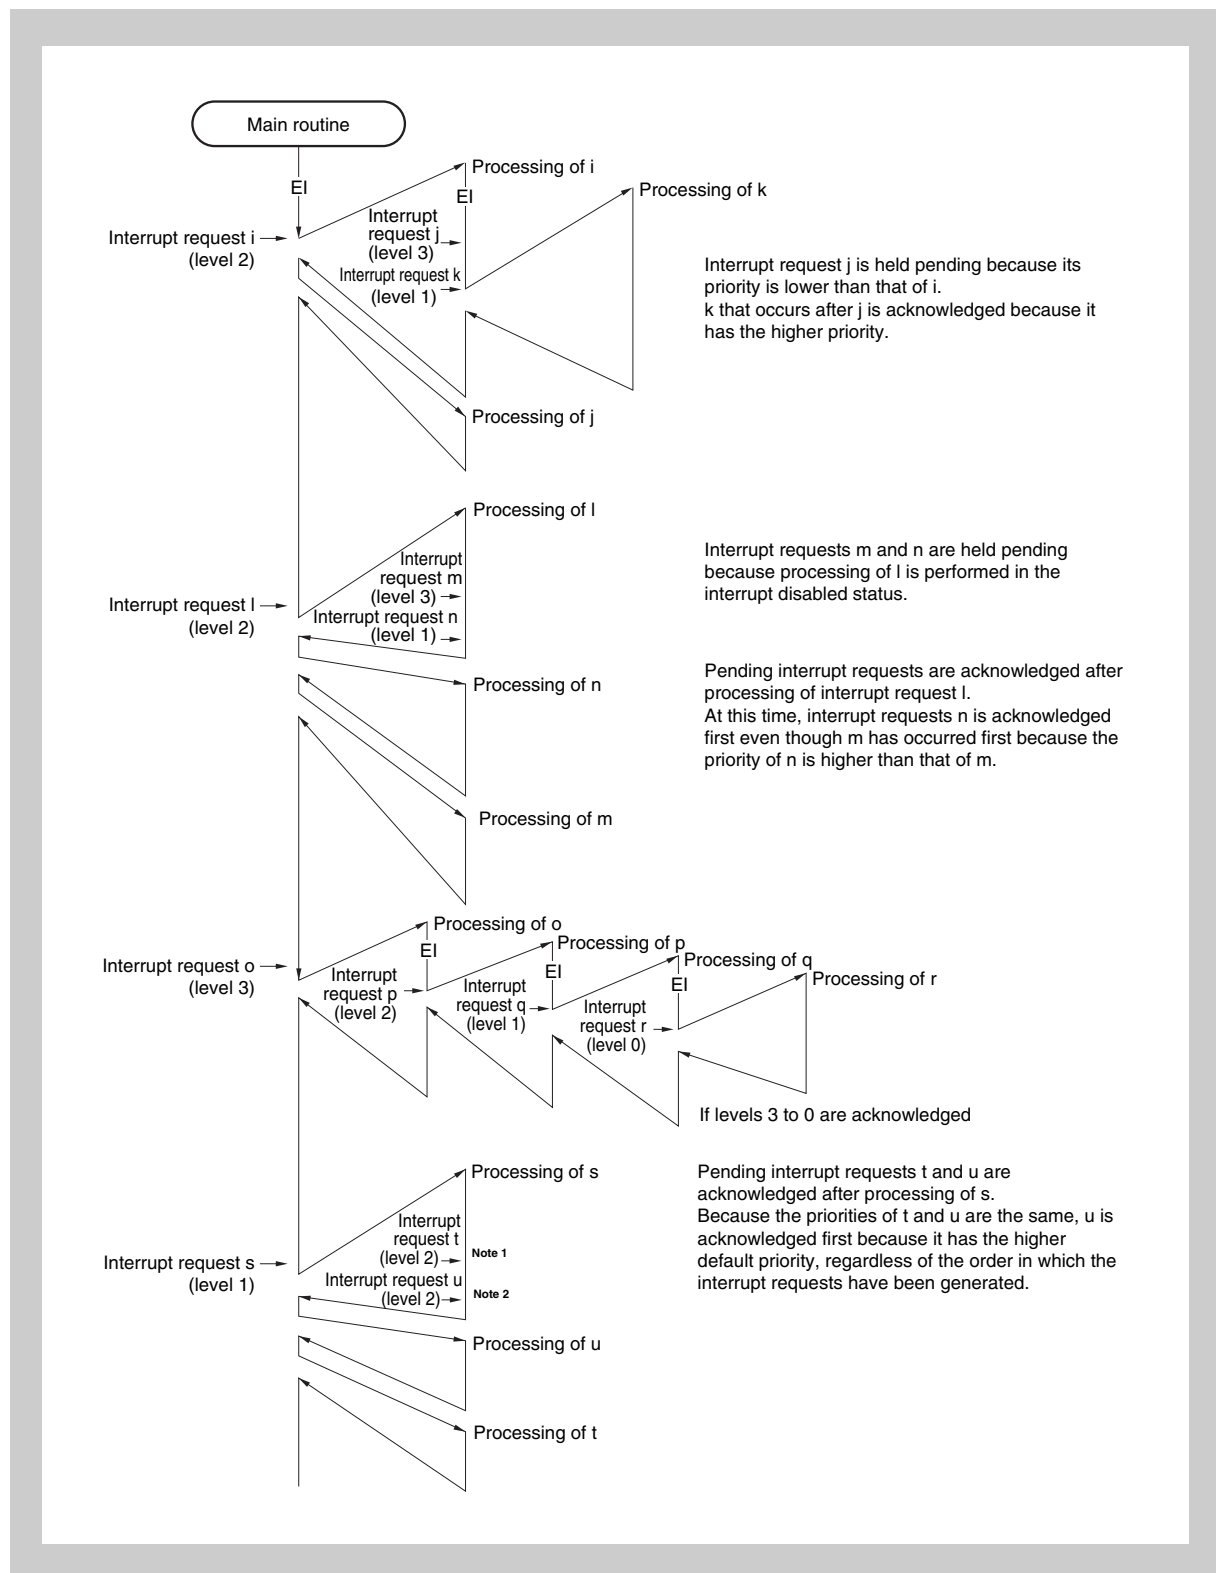 Main routine
EI
Processing of i
EI
Processing of k
Interrupt
request j
(level 3)
Interrupt request i
(level 2)
Interrupt request k
(level 1)
Interrupt request j is held pending because its
priority is lower than that of i.
k that occurs after j is acknowledged because it
has the higher priority.
Processing of j
Processing of l
Interrupt
request m
(level 3)
Interrupt request l
(level 2)
Interrupt request n
(level 1)
Interrupt requests m and n are held pending
because processing of l is performed in the
interrupt disabled status.
Processing of n
Pending interrupt requests are acknowledged after
processing of interrupt request l.
At this time, interrupt requests n is acknowledged
first even though m has occurred first because the
priority of n is higher than that of m.
Processing of m
Processing of o
EI
Processing of p
EI
Processing of q
EI
Processing of r
Interrupt request o
(level 3)
Interrupt
request p
(level 2)
Interrupt
request q
(level 1)
Interrupt
request r
(level 0)
If levels 3 to 0 are acknowledged
Processing of s
Interrupt
request t
(level 2)
Note 1
Interrupt request s
(level 1)
Interrupt request u
(level 2)
Note 2
Pending interrupt requests t and u are
acknowledged after processing of s.
Because the priorities of t and u are the same, u is
acknowledged first because it has the higher
default priority, regardless of the order in which the
interrupt requests have been generated.
Processing of u
Processing of t